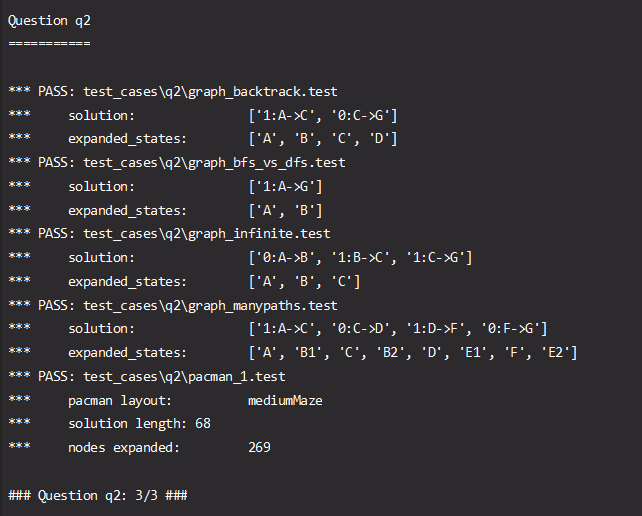 Question q2
===========
*** PASS: test_cases\q2\graph_backtrack.test
***     solution:               ['1:A->C', '0:C->G']
***     expanded_states:        ['A', 'B', 'C', 'D']
*** PASS: test_cases\q2\graph_bfs_vs_dfs.test
***     solution:               ['1:A->G']
***     expanded_states:        ['A', 'B']
*** PASS: test_cases\q2\graph_infinite.test
***     solution:               ['0:A->B', '1:B->C', '1:C->G']
***     expanded_states:        ['A', 'B', 'C']
*** PASS: test_cases\q2\graph_manypaths.test
***     solution:               ['1:A->C', '0:C->D', '1:D->F', '0:F->G']
***     expanded_states:        ['A', 'B1', 'C', 'B2', 'D', 'E1', 'F', 'E2']
*** PASS: test_cases\q2\pacman_1.test
***     pacman layout:          mediumMaze
***     solution length: 68
***     nodes expanded:         269
### Question q2: 3/3 ###